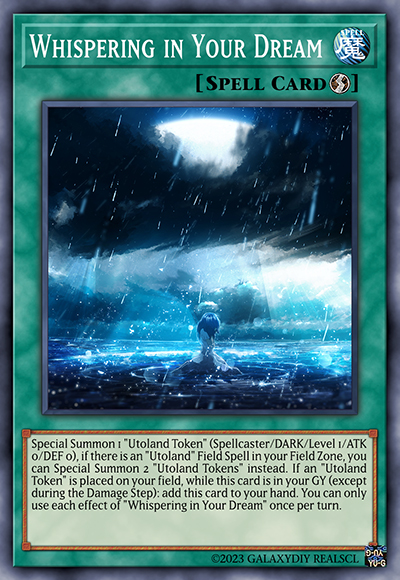 Whispering in Your Dream
SPELL
魔
[Spell Card]
Special Summon 1 "Utoland Token" (Spellcaster/DARK/Level 1/ATK
0/DEF 0), if there is an "Utoland" Field Spell in your Field Zone, you
can Special Summon 2 "Utoland Tokens" instead. If an "Utoland
Token" is placed on your field, while this card is in your GY (except
during the Damage Step): add this card to your hand. You can only
use each effect of "Whispering in Your Dream" once per turn.
©2023 GALAXYDIY REALSCL
YU-G